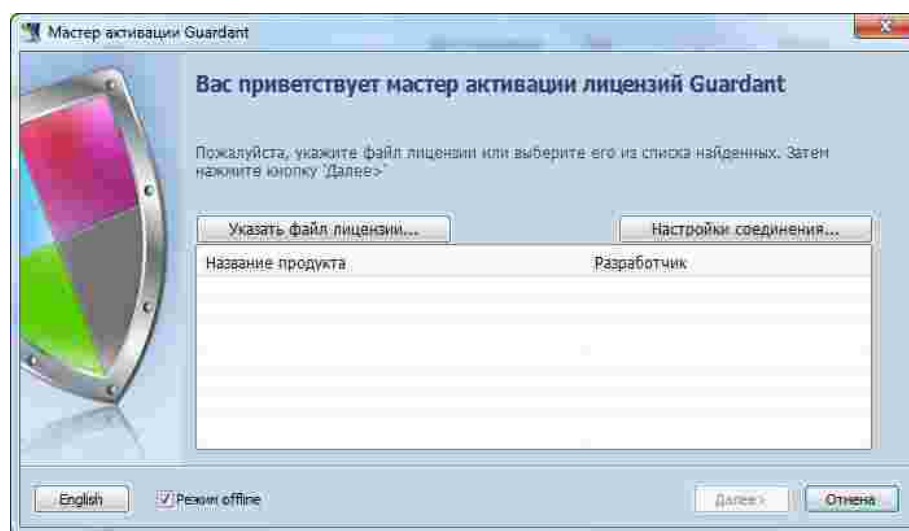 Мастер активации Guardant
Вас приветствует мастер активации лицензий Guardant
Пожалуйста, укажите файл лицензии или выберите его из списка найденных. Затем
нажмите кнопку 'Далее>'
Указать файл лицензии... Настройки соединения...
Название продукта Разработчик
English Режим offline Далее> Отмена